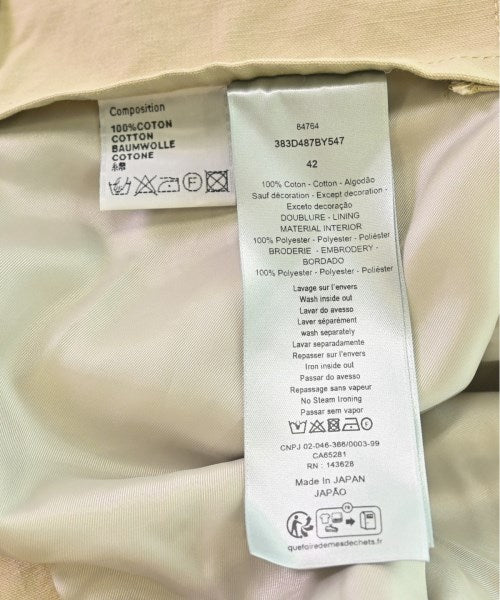 Composition
100%COTON
COTTON
BAUMWOLLE
COTONE
綿
F
84764
383D487BY547
42
100% Coton - Cotton - Algodão
Sauf décoration - Except decoration -
Exceto decoração
DOUBLURE - LINING
MATERIAL INTERIOR
100% Polyester - Polyester - Poliéster
BRODERIE - EMBRODERY -
BORDADO
100% Polyester - Polyester - Poliéster
Lavage sur l'envers
Wash inside out
Lavar do avesso
Laver séparément
wash separately
Lavar separadamente
Repasser sur l'envers
Iron inside out
Passar do avesso
Repassage sans vapeur
No Steam Ironing
Passar sem vapor
CNPJ 02-046-366/0003-99
CA65281
RN : 143628
Made In JAPAN
JAPÃO
FR
quefairedemesdechets.fr